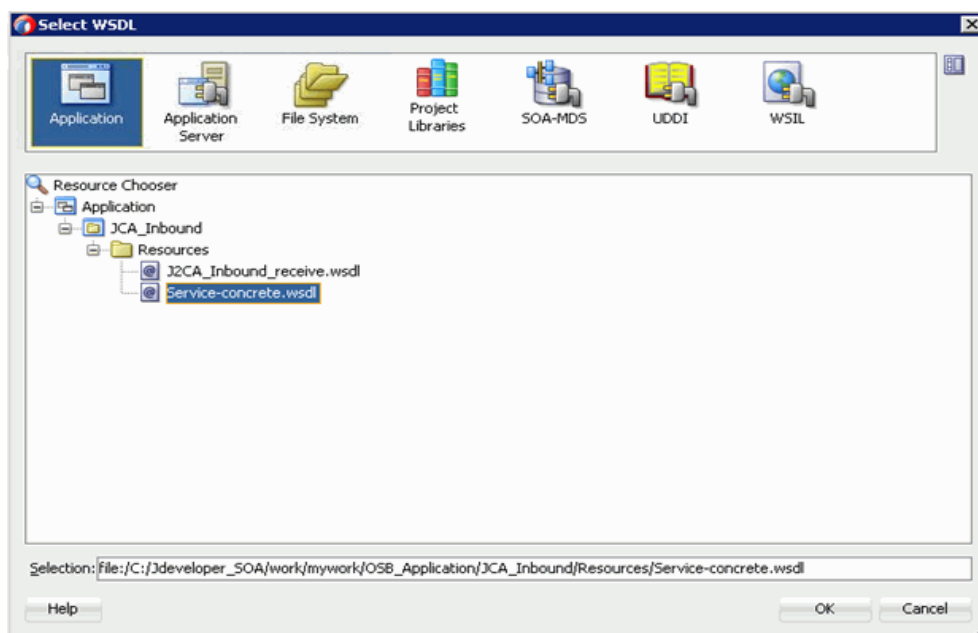 Select WSDL
Application
Application Server
File System
Project Libraries
SOA-MDS
UDDI
WSIL
Resource Chooser
Application
JCA_Inbound
Resources
J2CA_Inbound_receive.wsdl
Service-concrete.wsdl
Selection: file:/C:/Jdeveloper_SOA/work/mywork/OSB_Application/JCA_Inbound/Resources/Service-concrete.wsdl
Help
OK
Cancel